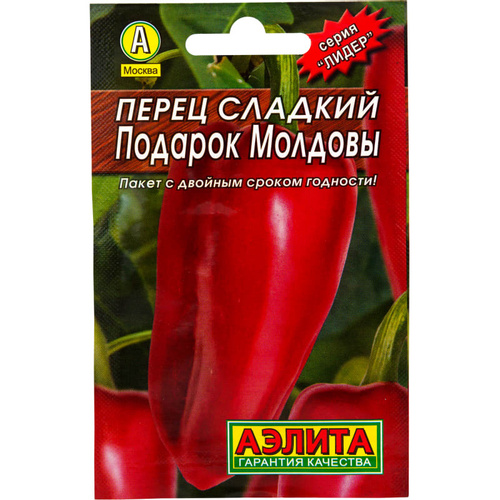 А
Москва
серия
"ЛИДЕР"
ПЕРЕЦ СЛАДКИЙ
Подарок Молдовы
Пакет с двойным сроком годности!
АЭЛИТА
ГАРАНТИЯ КАЧЕСТВА